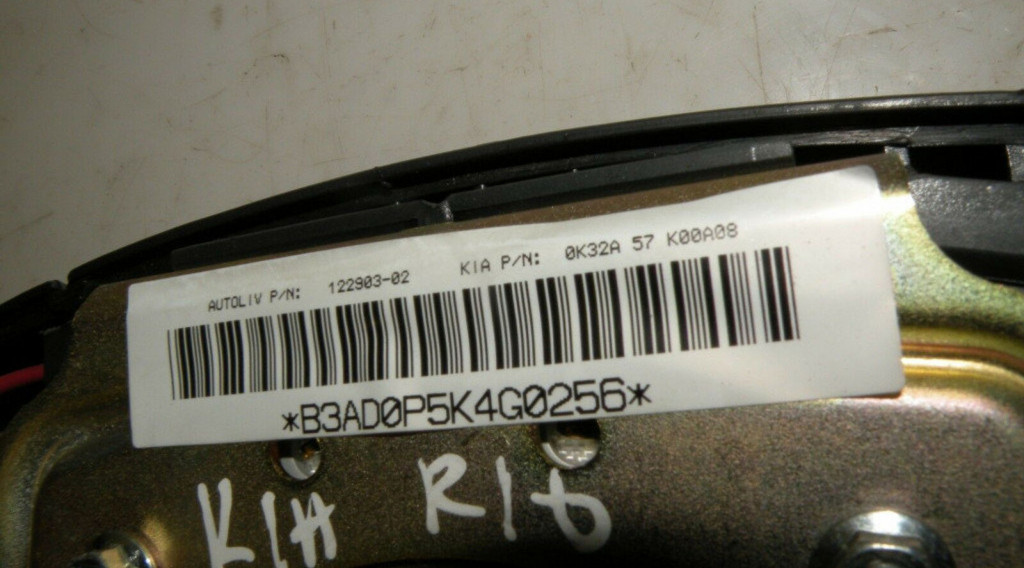 AUTOLIV P/N: 122903-02 KIA P/N: 0K32A 57 K00A08
*B3AD0P5K4G0256*
KIA RIO